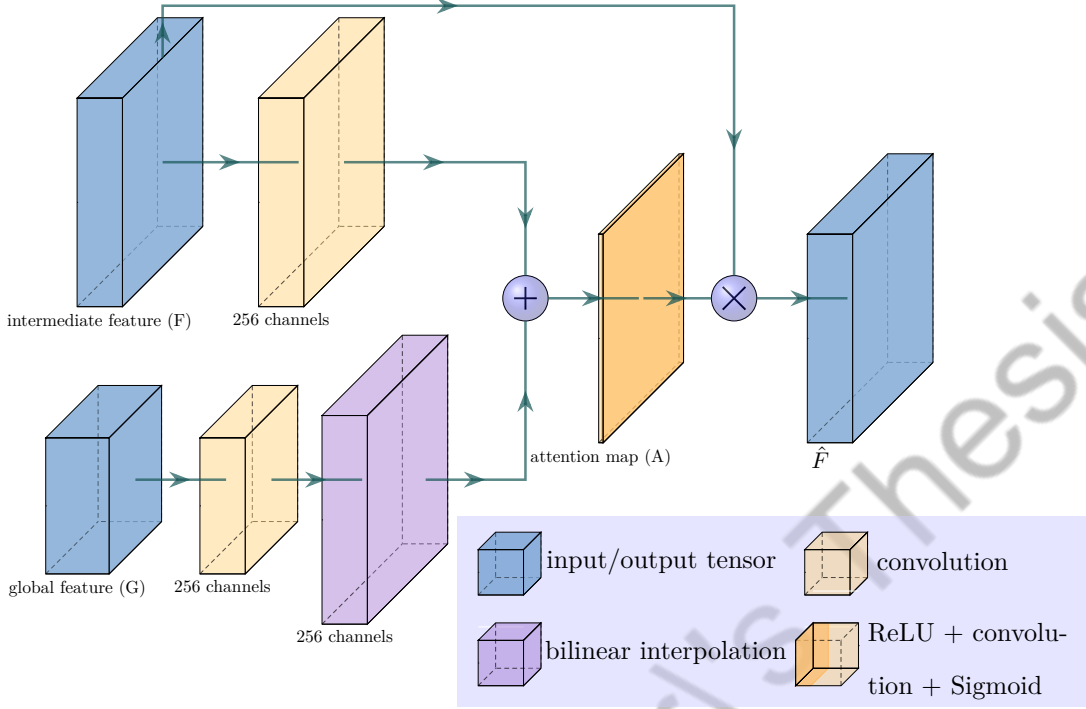 intermediate feature (F)
256 channels
+
×
attention map (A)
F̂
global feature (G)
256 channels
256 channels
input/output tensor
convolution
bilinear interpolation
ReLU + convolu-
tion + Sigmoid
's Thesis